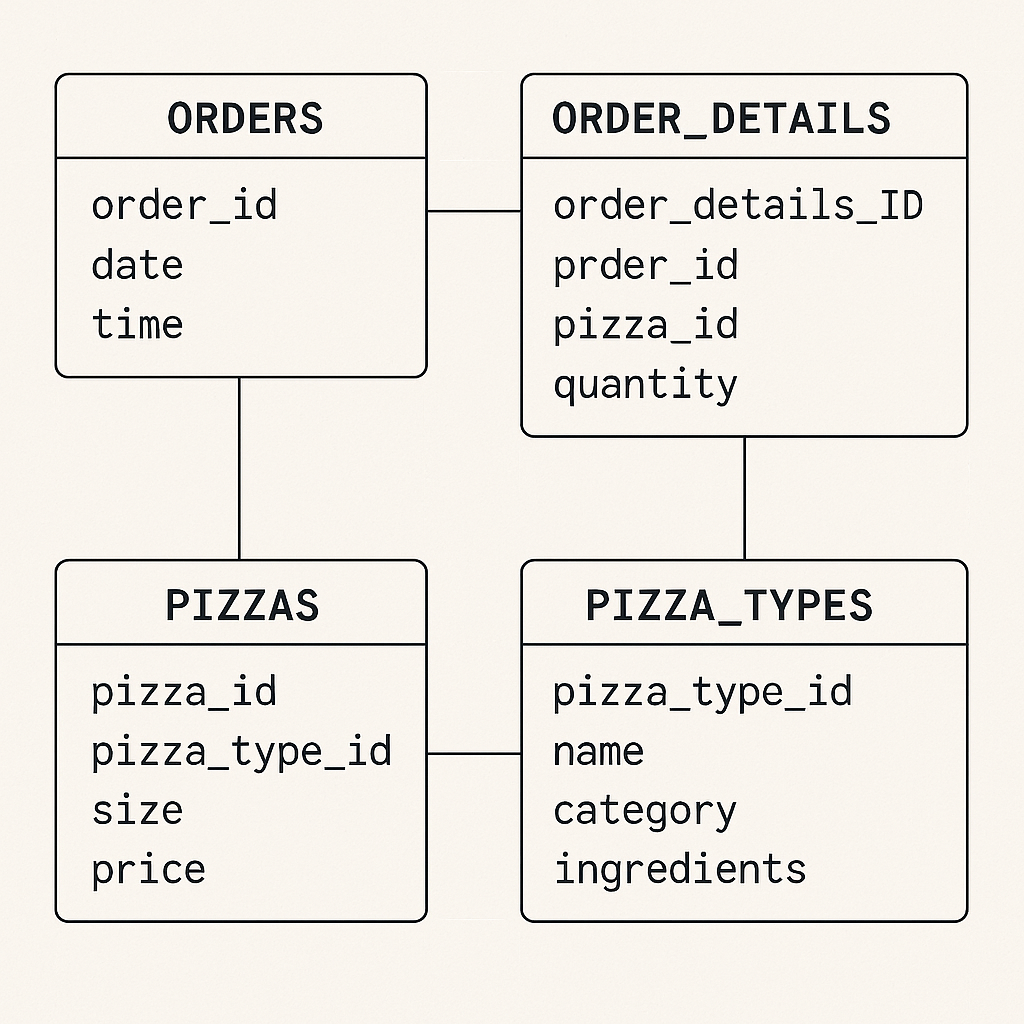 ORDERS
order_id
date
time
ORDER_DETAILS
order_details_ID
prder_id
pizza_id
quantity
PIZZAS
pizza_id
pizza_type_id
size
price
PIZZA_TYPES
pizza_type_id
name
category
ingredients